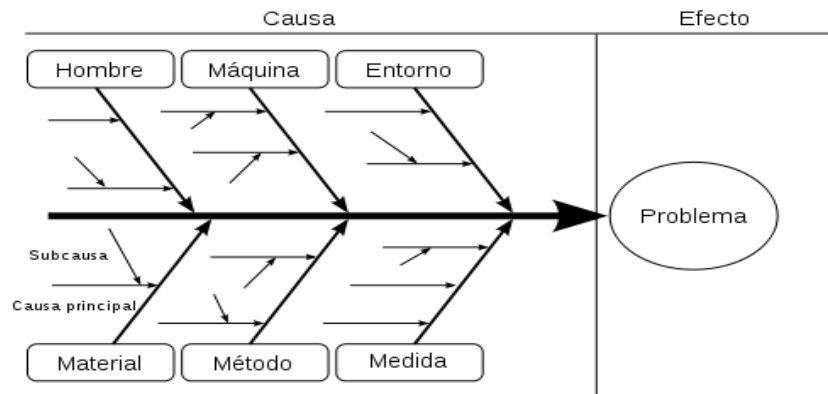 Causa
Efecto
Hombre
Máquina
Entorno
Problema
Subcausa
Causa principal
Material
Método
Medida